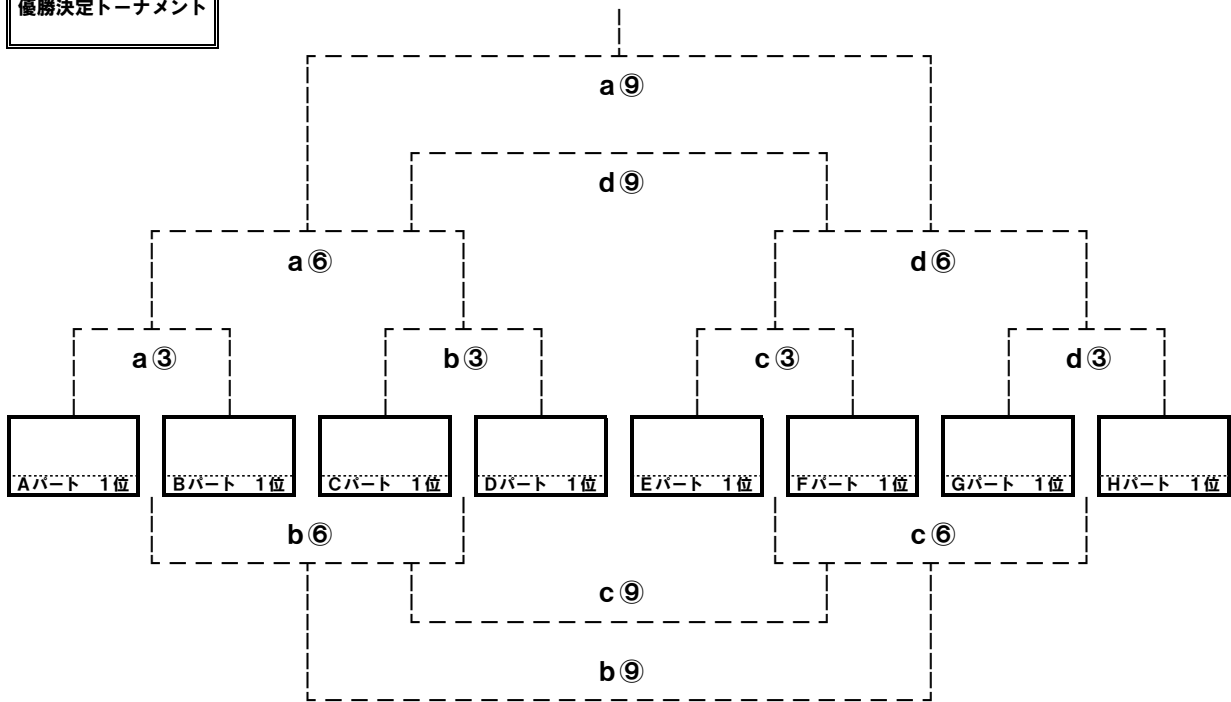 優勝決定トーナメント
a⑨
d⑨
a⑥
d⑥
a③
b③
c③
d③
Aパート 1位
Bパート 1位
Cパート 1位
Dパート 1位
Eパート 1位
Fパート 1位
Gパート 1位
Hパート 1位
b⑥
c⑥
c⑨
b⑨